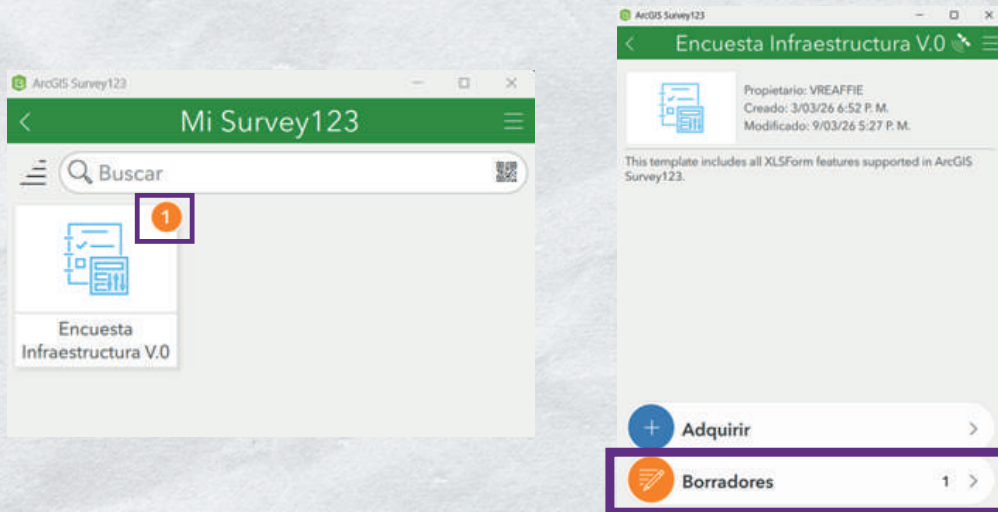 ArcGIS Survey123
Mi Survey123
Buscar
1
Encuesta
Infraestructura V.0
ArcGIS Survey123
Encuesta Infraestructura V.0
Propietario: VREAFFIE
Creado: 3/03/26 6:52 P. M.
Modificado: 9/03/26 5:27 P. M.
This template includes all XLSForm features supported in ArcGIS
Survey123.
Adquirir
Borradores 1